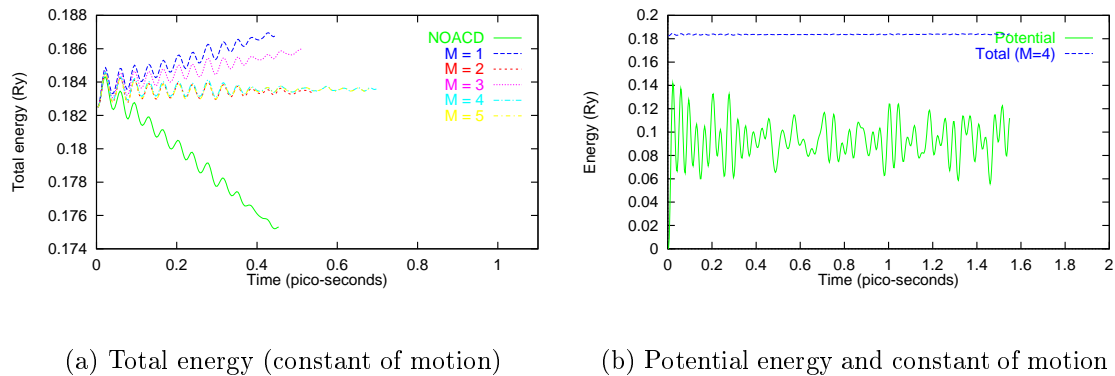 Total energy (Ry)
0.188
0.186
0.184
0.182
0.18
0.178
0.176
0.174
0
0.2
0.4
0.6
0.8
1
Time (pico-seconds)
NOACD
M = 1
M = 2
M = 3
M = 4
M = 5
Energy (Ry)
0.2
0.18
0.16
0.14
0.12
0.1
0.08
0.06
0.04
0.02
0
0
0.2
0.4
0.6
0.8
1
1.2
1.4
1.6
1.8
2
Time (pico-seconds)
Potential
Total (M=4)
(a) Total energy (constant of motion)
(b) Potential energy and constant of motion